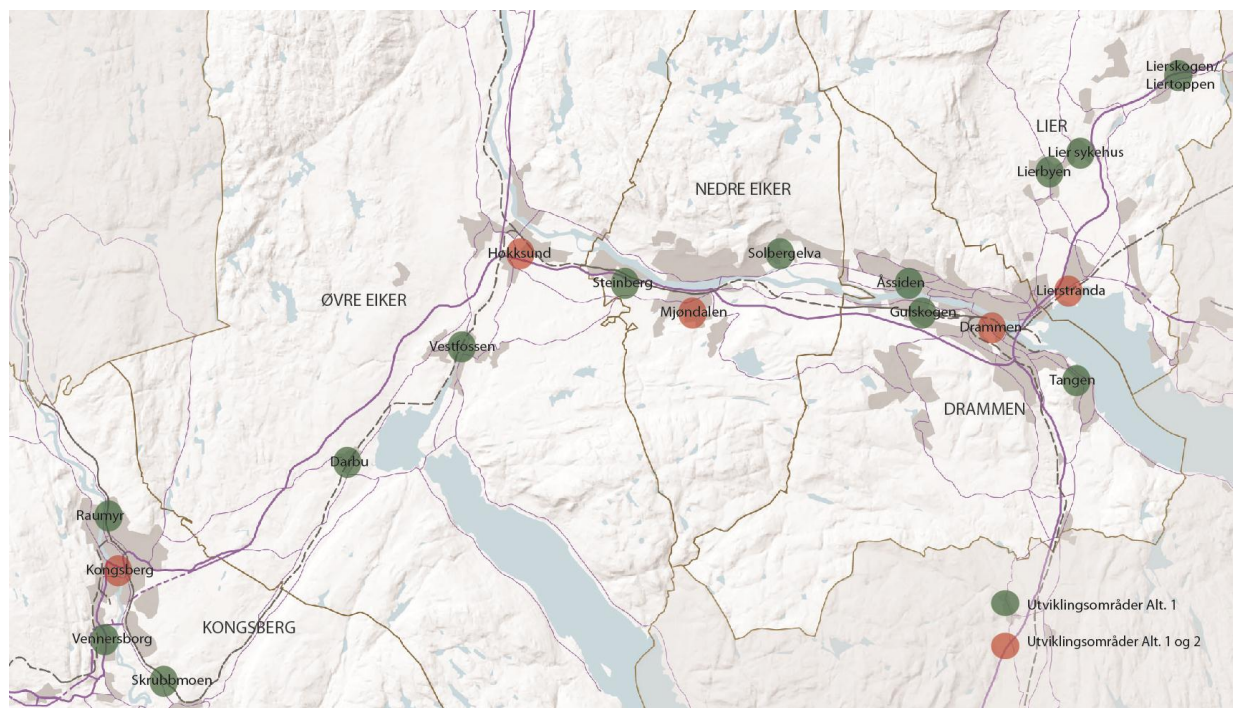 Lierskogen/
Liertoppen
LIER
Lier sykehus
Lierbyen
NEDRE EIKER
Hokksund
Solbergelva
Steinberg
Åssiden
Lierstranda
ØVRE EIKER
Mjøndalen
Gulskogen
Drammen
Vestfossen
Tangen
DRAMMEN
Darbu
Raumyr
Kongsberg
Utviklingsområder Alt. 1
KONGSBERG
Vennersborg
Utviklingsområder Alt. 1 og 2
Skrubbmoen